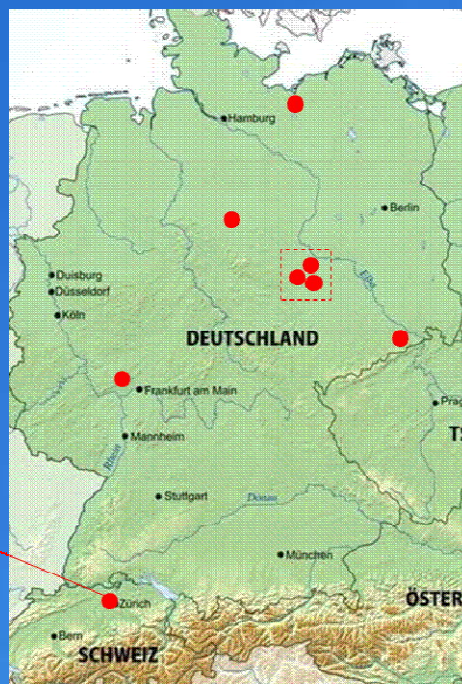 Hamburg
Berlin
Elbe
Duisburg
Düsseldorf
Köln
DEUTSCHLAND
Frankfurt am Main
Prag
Mannheim
Rhein
T
Stuttgart
Donau
München
Zürich
ÖSTER
Bern
SCHWEIZ